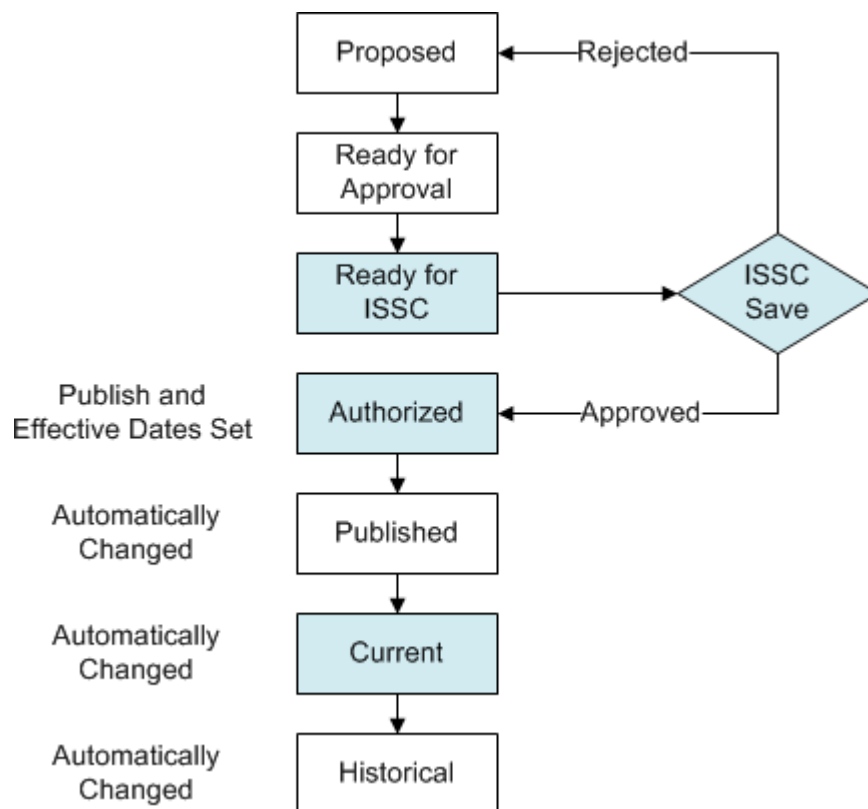 Proposed
Rejected
Ready for
Approval
Ready for
ISSC
ISSC
Save
Publish and
Effective Dates Set
Authorized
Approved
Automatically
Changed
Published
Automatically
Changed
Current
Automatically
Changed
Historical